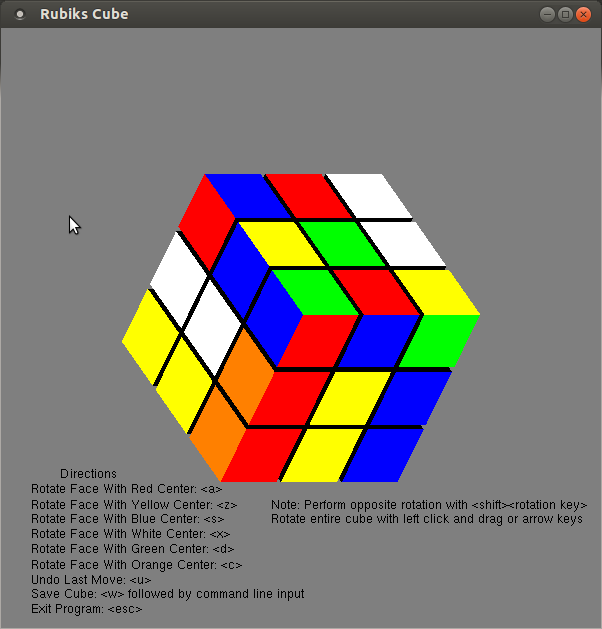 Rubiks Cube
Directions
Rotate Face With Red Center: <a>
Rotate Face With Yellow Center: <z>
Rotate Face With Blue Center: <s>
Rotate Face With White Center: <x>
Rotate Face With Green Center: <d>
Rotate Face With Orange Center: <c>
Undo Last Move: <u>
Save Cube: <w> followed by command line input
Exit Program: <esc>
Note: Perform opposite rotation with <shift><rotation key>
Rotate entire cube with left click and drag or arrow keys